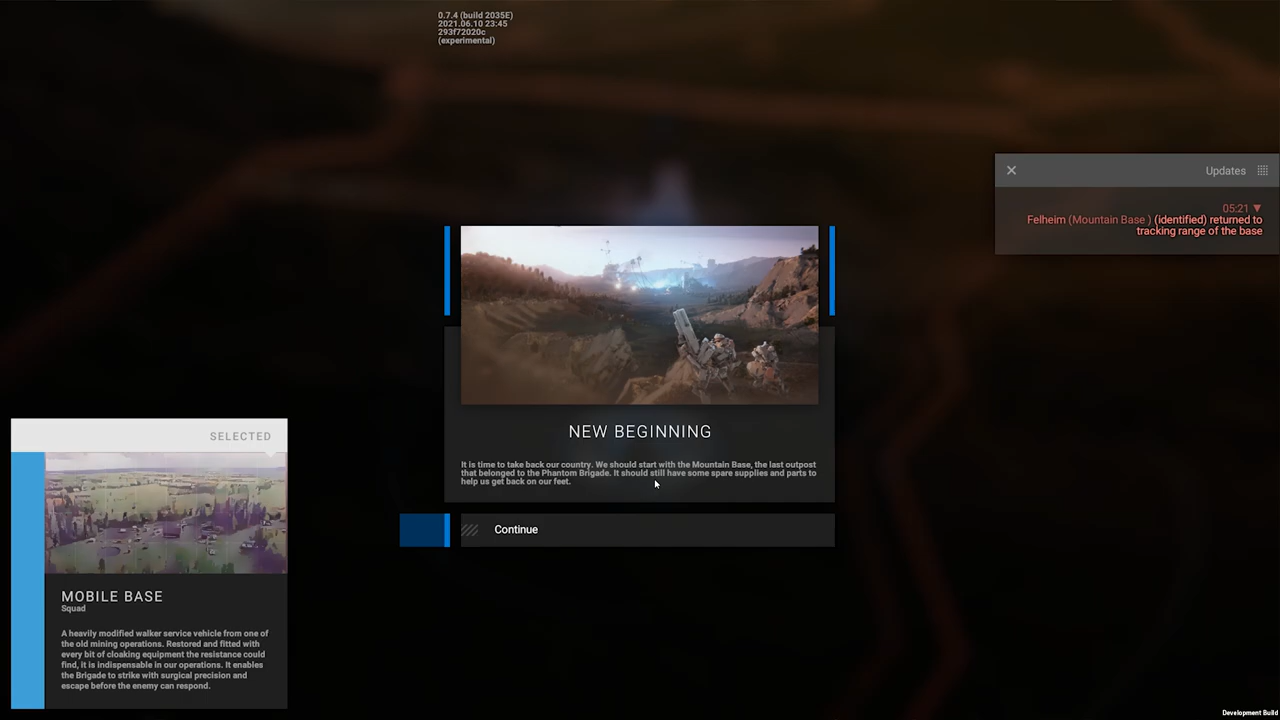 0.7.4 (build 2035E)
2021.06.10 23:45
293f72020c
(experimental)
Updates
05:21
Felheim (Mountain Base ) (identified) returned to
tracking range of the base
NEW BEGINNING
It is time to take back our country. We should start with the Mountain Base, the last outpost
that belonged to the Phantom Brigade. It should still have some spare supplies and parts to
help us get back on our feet.
Continue
SELECTED
MOBILE BASE
Squad
A heavily modified walker service vehicle from one of
the old mining operations. Restored and fitted with
every bit of cloaking equipment the resistance could
find, it is indispensable in our operations. It enables
the Brigade to strike with surgical precision and
escape before the enemy can respond.
Development Build